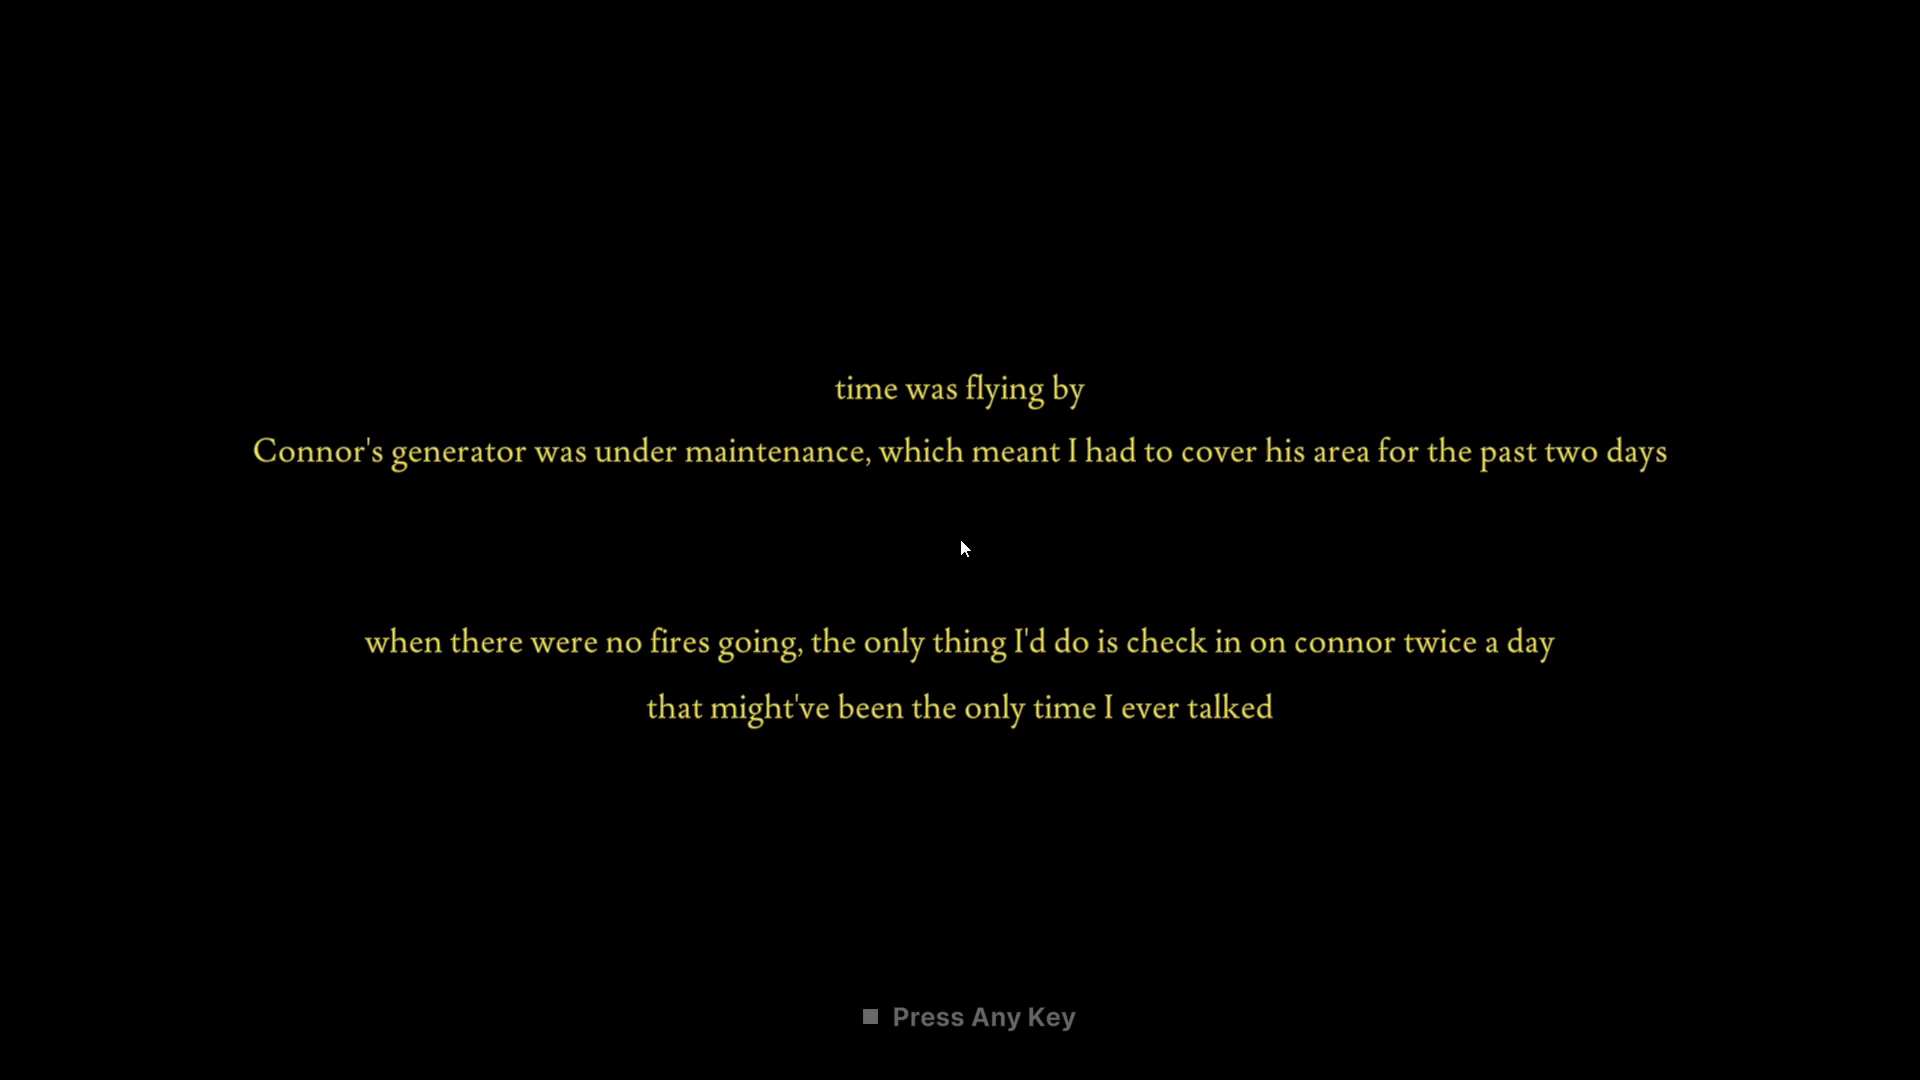 time was flying by
Connor's generator was under maintenance, which meant I had to cover his area for the past two days
when there were no fires going, the only thing I'd do is check in on connor twice a day
that might've been the only time I ever talked
Press Any Key